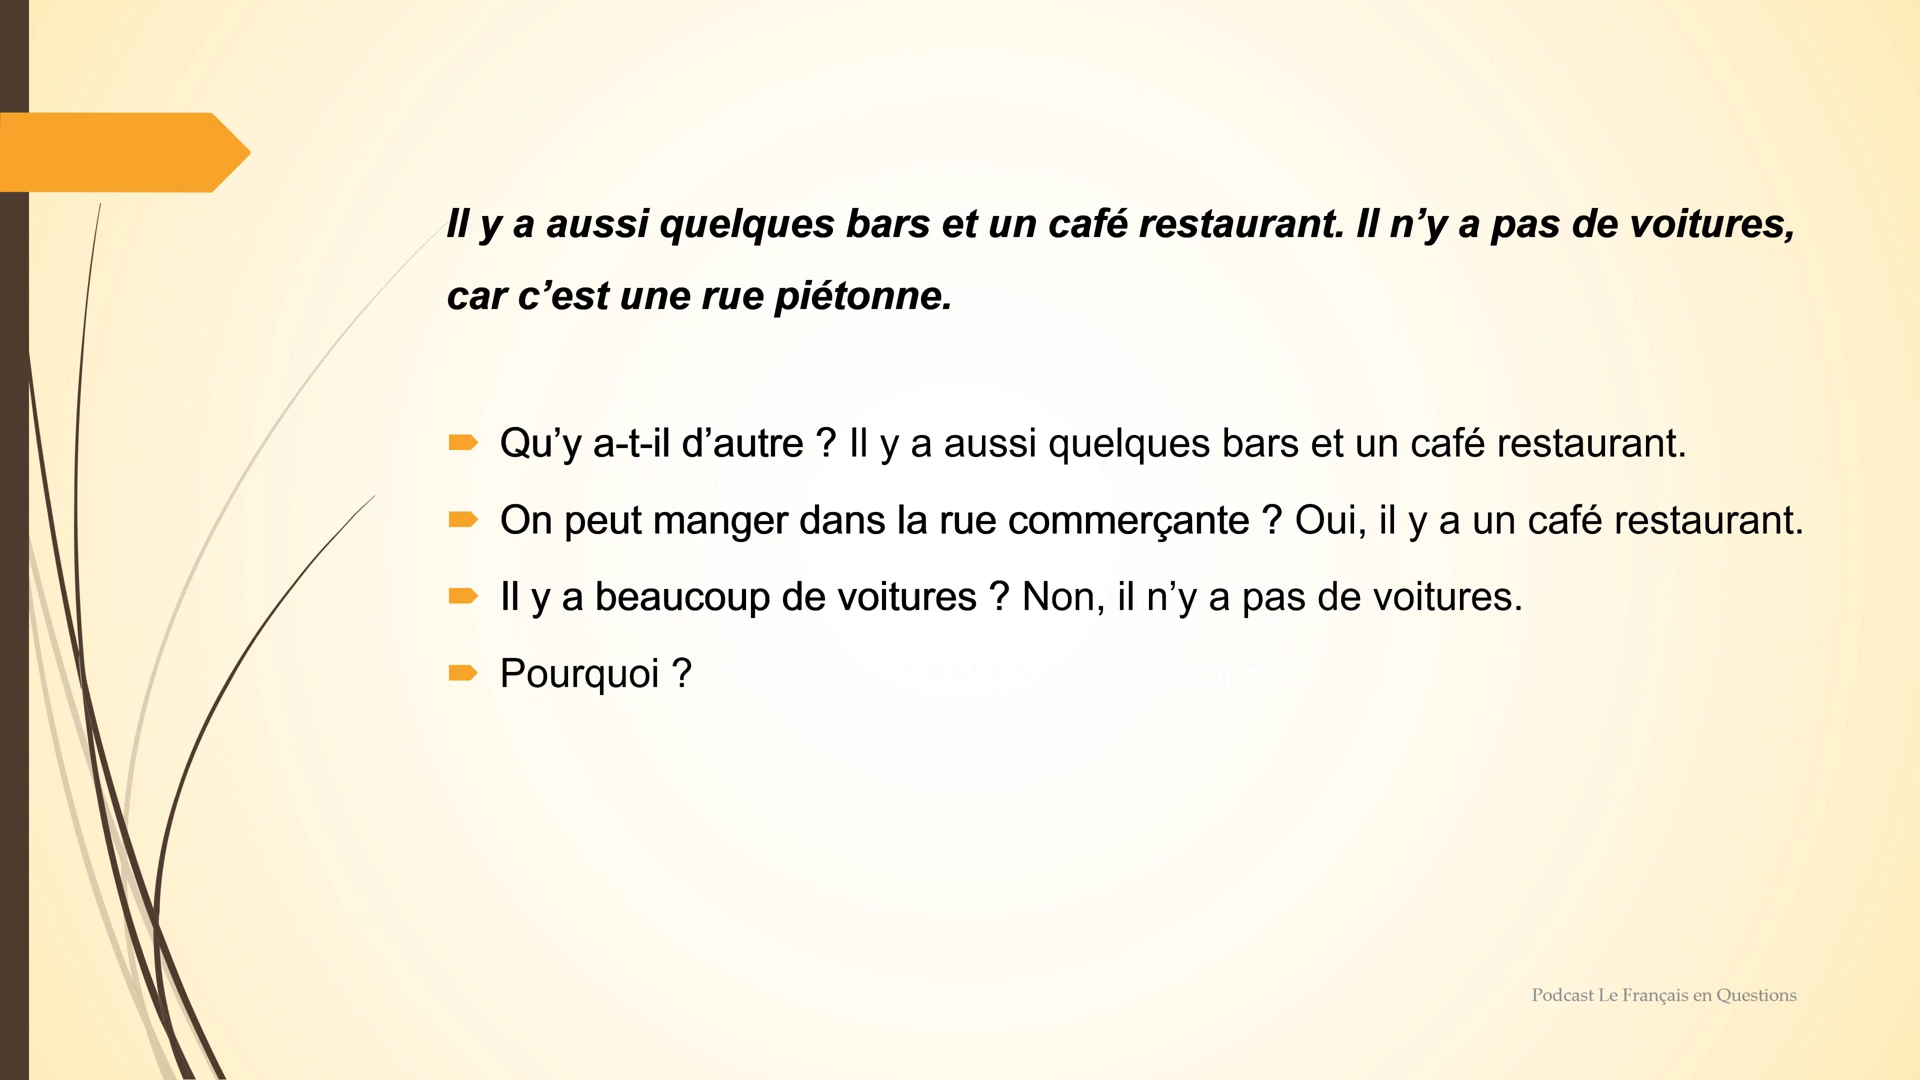 Il y a aussi quelques bars et un café restaurant. Il n’y a pas de voitures,
car c’est une rue piétonne.
Qu’y a-t-il d’autre ? Il y a aussi quelques bars et un café restaurant.
On peut manger dans la rue commerçante ? Oui, il y a un café restaurant.
Il y a beaucoup de voitures ? Non, il n’y a pas de voitures.
Pourquoi ?
Podcast Le Français en Questions